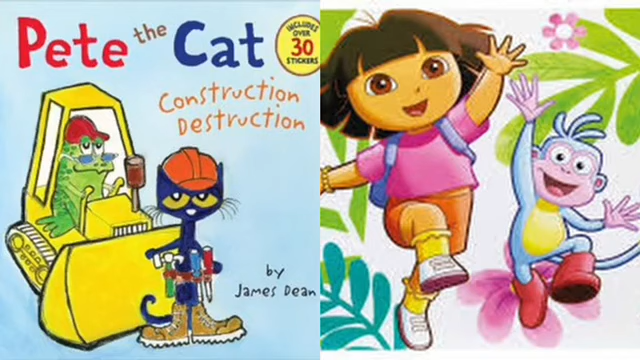 Pete the Cat
INCLUDES
OVER
30
STICKERS
Construction
Destruction
by
James Dean